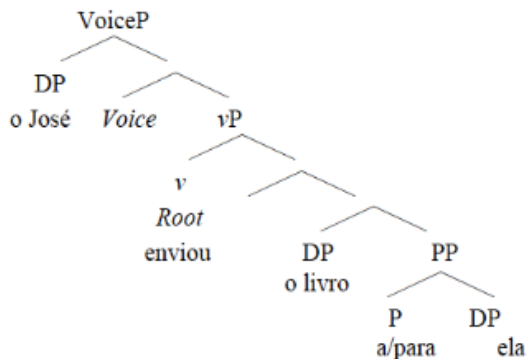 VoiceP
DP
o José Voice vP
v
Root
enviou DP PP
o livro
P DP
a/para ela